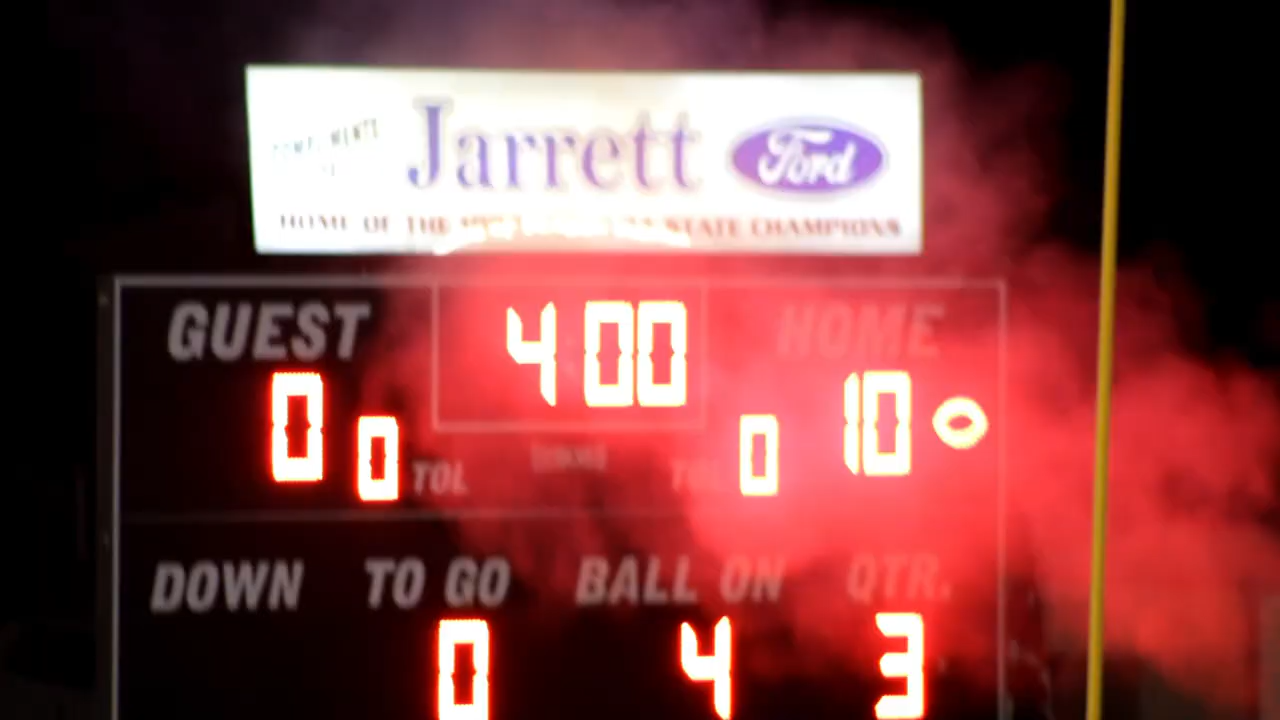 COMPLIMENTS
Jarrett Ford
HOME OF THE STATE CHAMPIONS
GUEST 4 00 HOME
0 0 TOL 0 10
DOWN TO GO BALL ON QTR.
0 4 3